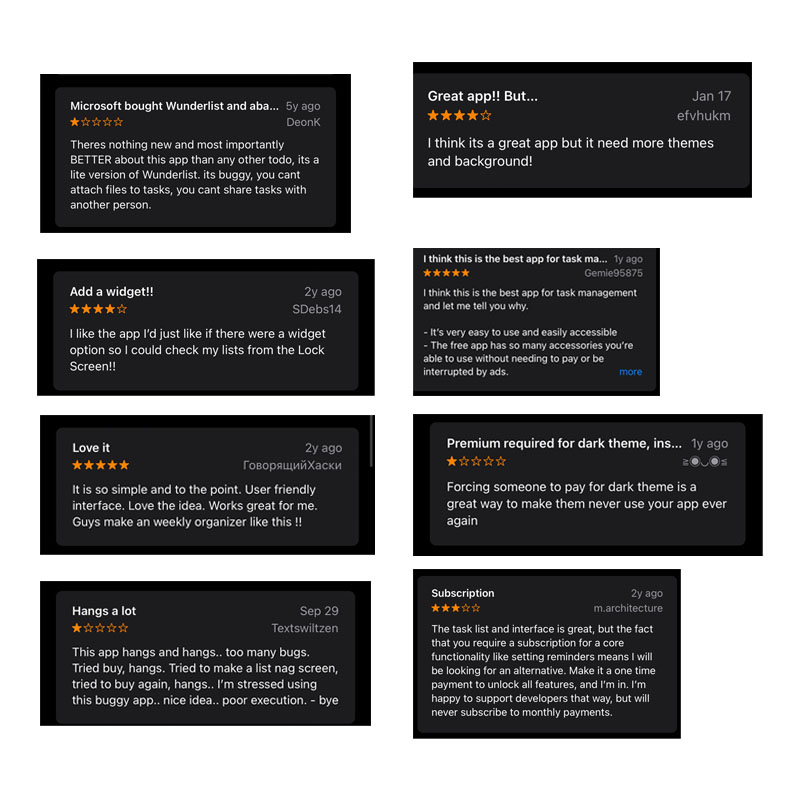 Microsoft bought Wunderlist and aba... 5y ago
DeonK
Theres nothing new and most importantly
BETTER about this app than any other todo, its a
lite version of Wunderlist. its buggy, you cant
attach files to tasks, you cant share tasks with
another person.
Add a widget!! 2y ago
SDebs14
I like the app I'd just like if there were a widget
option so I could check my lists from the Lock
Screen!!
Love it 2y ago
ГоворящийХаски
It is so simple and to the point. User friendly
interface. Love the idea. Works great for me.
Guys make an weekly organizer like this !!
Hangs a lot Sep 29
Textswiltzen
This app hangs and hangs.. too many bugs.
Tried buy, hangs. Tried to make a list nag screen,
tried to buy again, hangs.. I'm stressed using
this buggy app.. nice idea.. poor execution. - bye
Great app!! But... Jan 17
efvhukm
I think its a great app but it need more themes
and background!
I think this is the best app for task ma... 1y ago
Gemie95875
I think this is the best app for task management
and let me tell you why.
- It's very easy to use and easily accessible
- The free app has so many accessories you're
able to use without needing to pay or be
interrupted by ads. more
Premium required for dark theme, ins... 1y ago
≥◉◡◉≤
Forcing someone to pay for dark theme is a
great way to make them never use your app ever
again
Subscription 2y ago
m.architecture
The task list and interface is great, but the fact
that you require a subscription for a core
functionality like setting reminders means I will
be looking for an alternative. Make it a one time
payment to unlock all features, and I'm in. I'm
happy to support developers that way, but will
never subscribe to monthly payments.